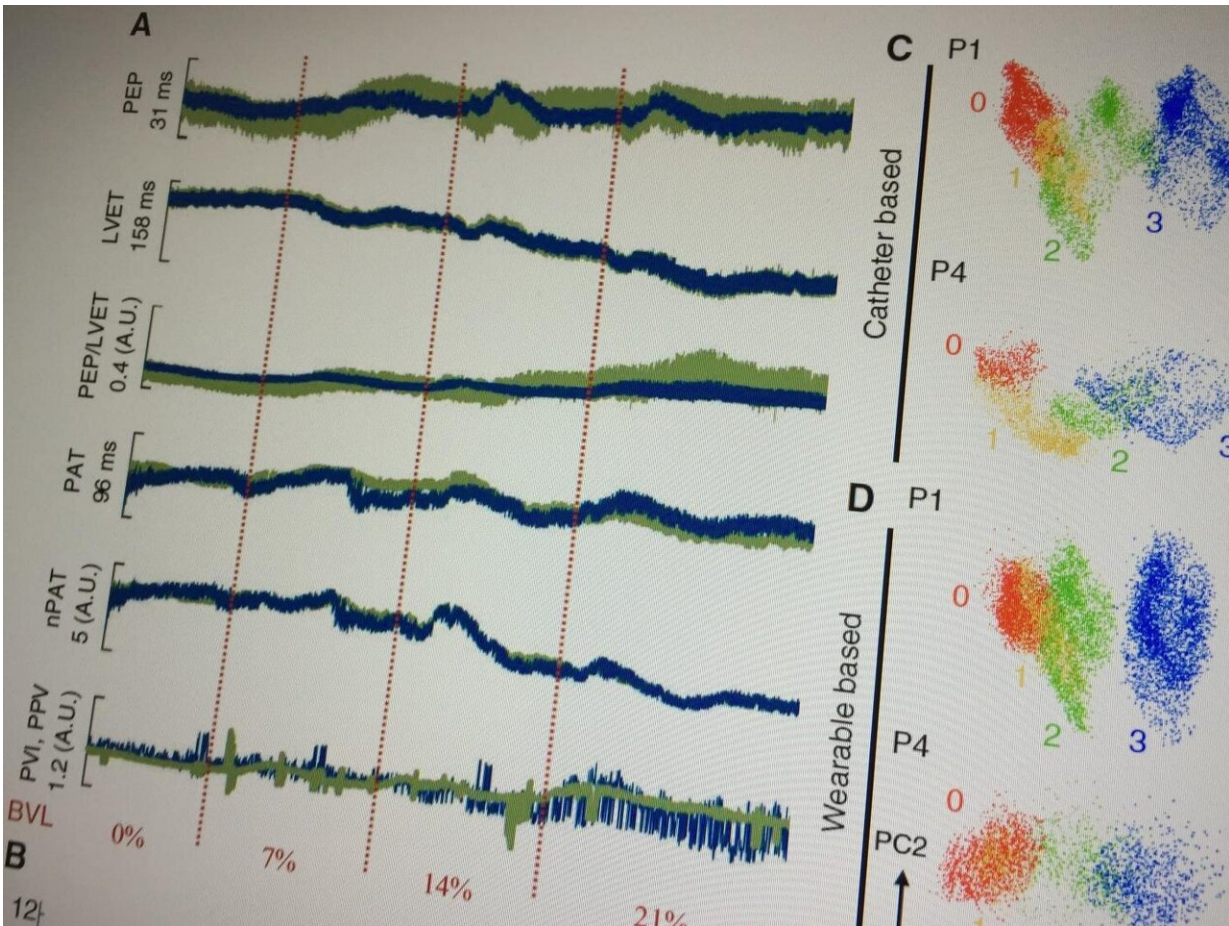 A
PEP
31 ms
LVET
158 ms
PEP/LVET
0.4 (A.U.)
PAT
96 ms
nPAT
5 (A.U.)
PVI, PPV
1.2 (A.U.)
BVL
0%
7%
14%
21%
B
12
C
P1
Catheter based
0
1
2
3
P4
0
1
2
3
D
P1
Wearable based
0
1
2
3
P4
0
PC2
1